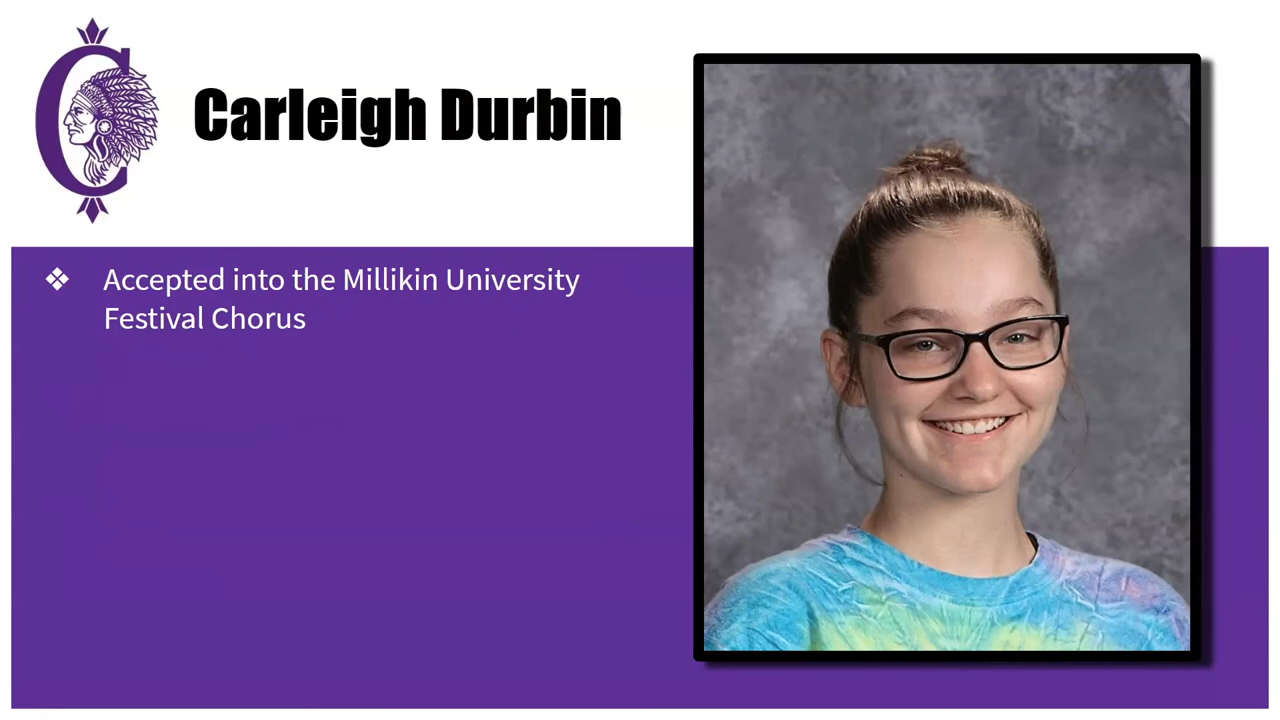 Carleigh Durbin
❖ Accepted into the Millikin University
Festival Chorus